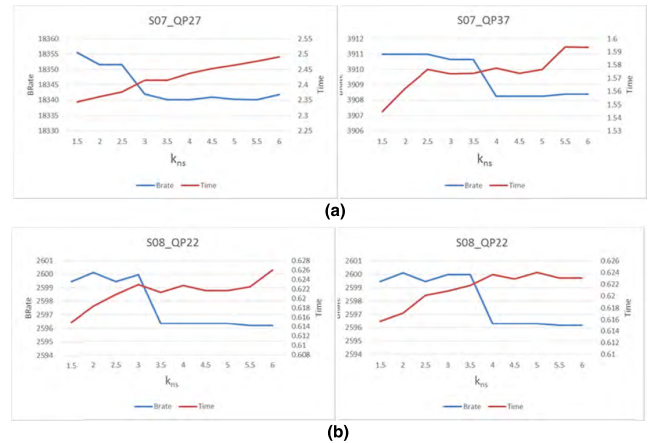 (a)
S07_QP27
BRate
18360
18355
18350
18345
18340
18335
18330
2.55
2.5
2.45
2.4
2.35
2.3
2.25
Time
1.5 2 2.5 3 3.5 4 4.5 5 5.5 6
kns
Brate Time
S07_QP37
3912
3911
3910
3909
3908
3907
3906
1.6
1.59
1.58
1.57
1.56
1.55
1.54
1.53
Time
1.5 2 2.5 3 3.5 4 4.5 5 5.5 6
kns
Brate Time
(a)
S08_QP22
BRate
2601
2600
2599
2598
2597
2596
2595
2594
0.628
0.626
0.624
0.622
0.62
0.618
0.616
0.614
0.612
0.61
0.608
Time
1.5 2 2.5 3 3.5 4 4.5 5 5.5 6
kns
Brate Time
S08_QP22
BRate
2601
2600
2599
2598
2597
2596
2595
2594
0.626
0.624
0.622
0.62
0.618
0.616
0.614
0.612
0.61
Time
1.5 2 2.5 3 3.5 4 4.5 5 5.5 6
kns
Brate Time
(b)